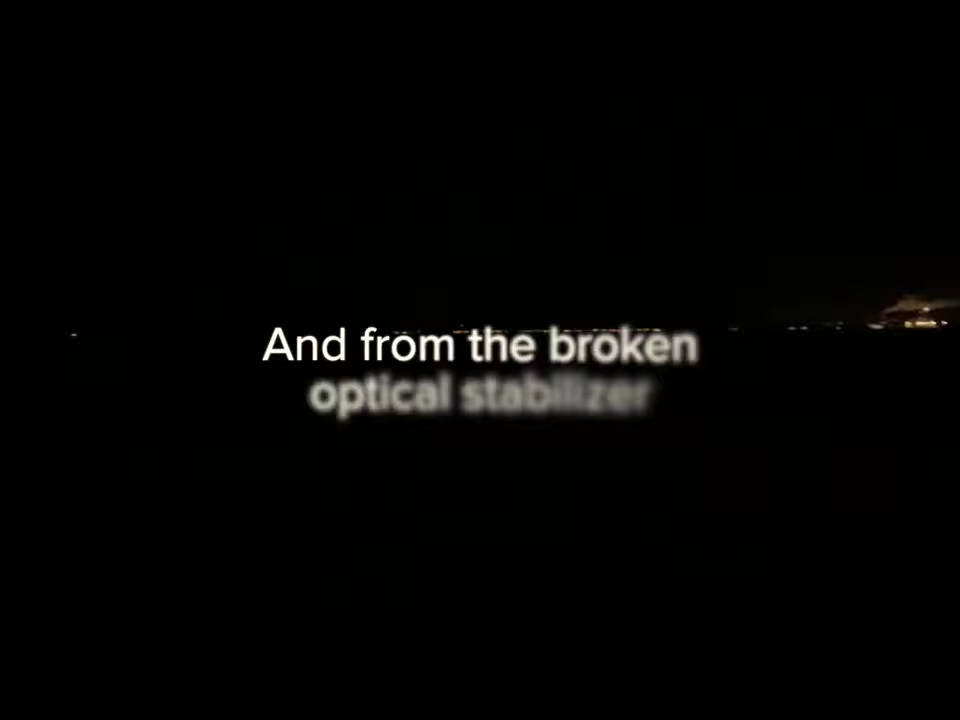 And from the broken
optical stabilizer